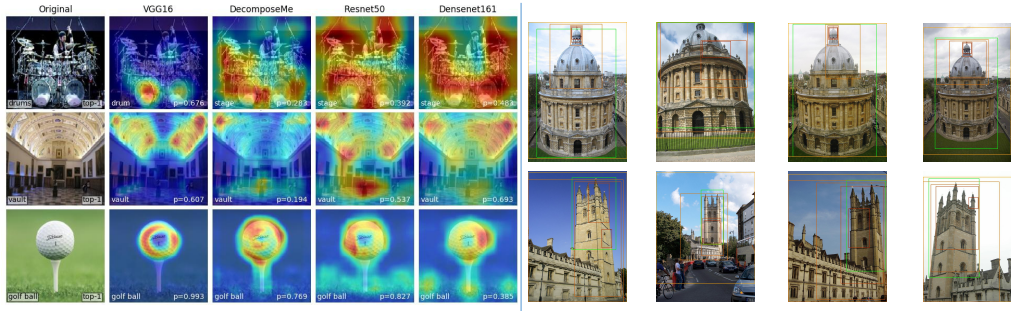 Original VGG16 DecomposeMe Resnet50 Densenet161
drums top-1 drum p=0.676 stage p=0.283 stage p=0.392 stage p=0.483
vault top-1 vault p=0.607 vault p=0.194 vault p=0.537 vault p=0.693
Titleist
golf ball top-1 golf ball p=0.993 golf ball p=0.769 golf ball p=0.827 golf ball p=0.385